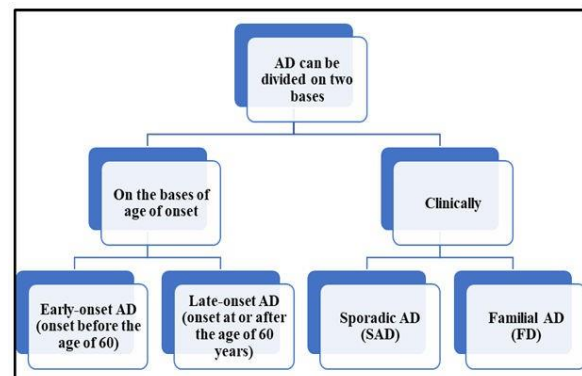 AD can be
divided on two
bases
On the bases of
age of onset
Clinically
Early-onset AD
(onset before the
age of 60)
Late-onset AD
(onset at or after
the age of 60
years)
Sporadic AD
(SAD)
Familial AD
(FD)